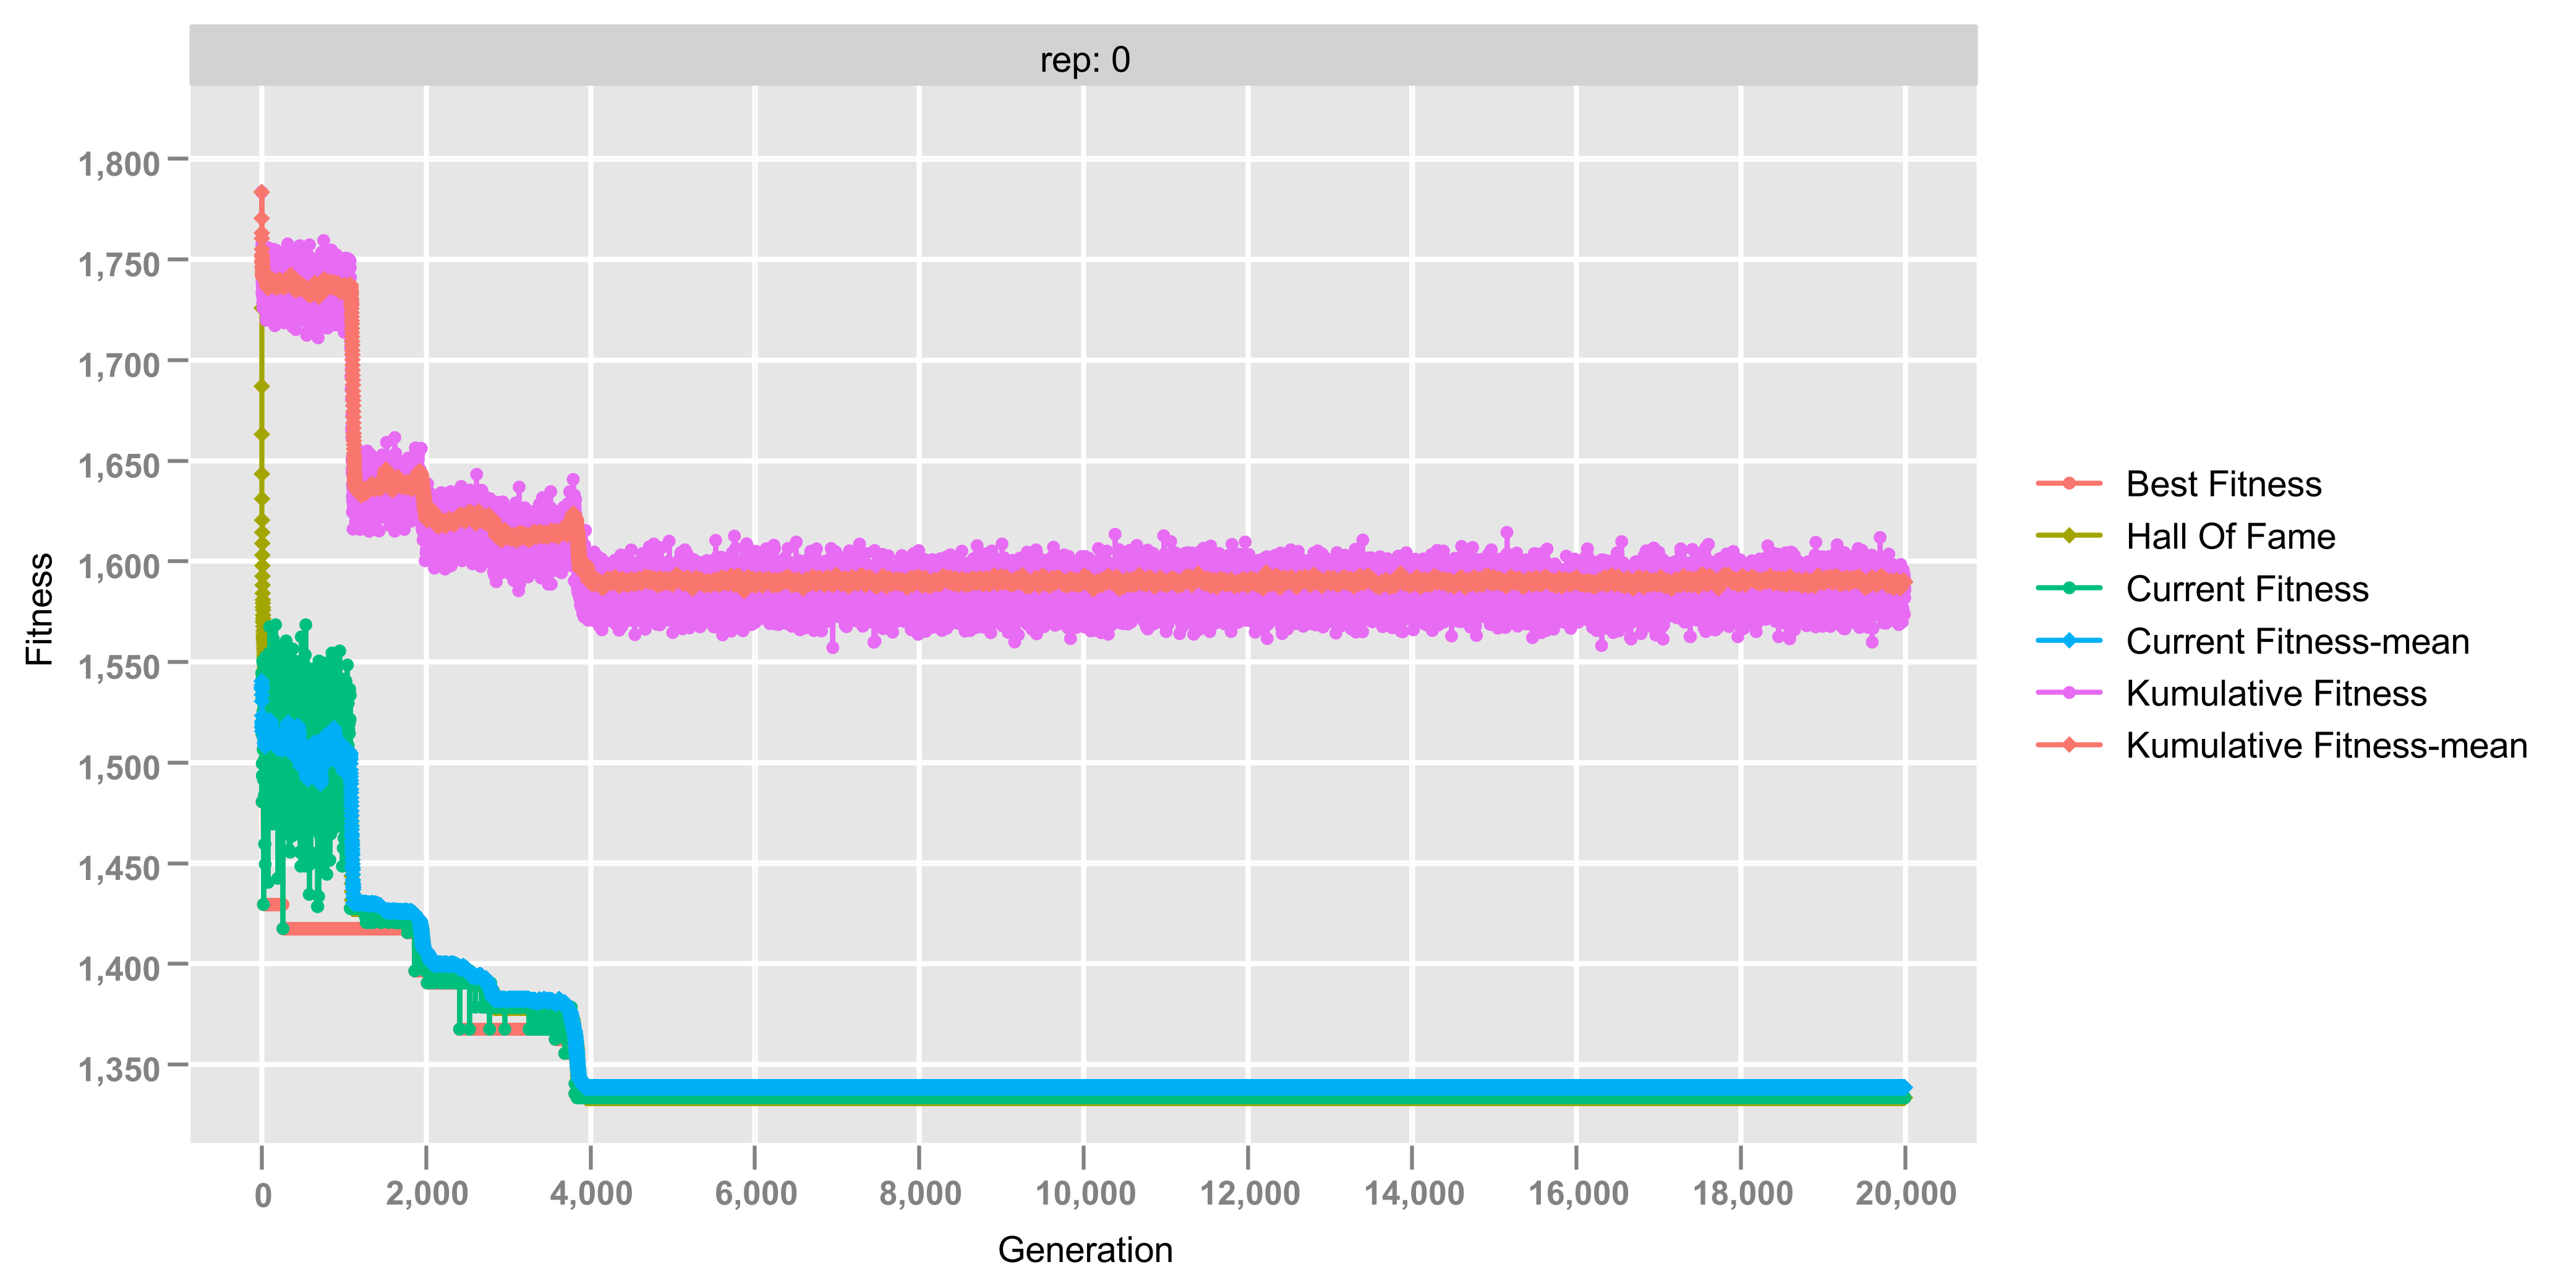 rep: 0
Fitness
1,800
1,750
1,700
1,650
1,600
1,550
1,500
1,450
1,400
1,350
0
2,000
4,000
6,000
8,000
10,000
12,000
14,000
16,000
18,000
20,000
Generation
Best Fitness
Hall Of Fame
Current Fitness
Current Fitness-mean
Kumulative Fitness
Kumulative Fitness-mean